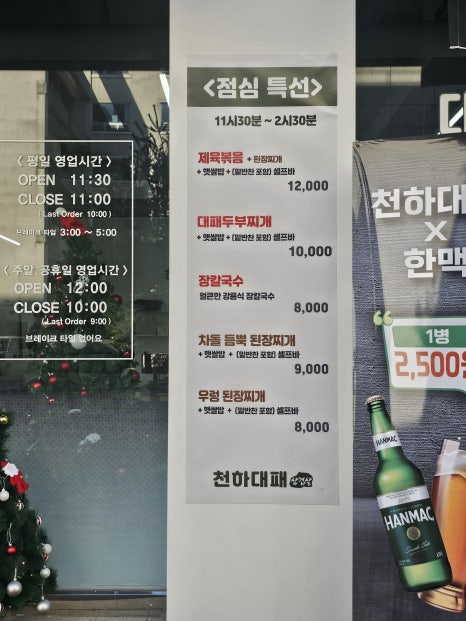 < 평일 영업시간 >
OPEN 11:30
CLOSE 11:00
(Last Order 10:00)
브레이크 타임 3:00 ~ 5:00
< 주말, 공휴일 영업시간 >
OPEN 12:00
CLOSE 10:00
(Last Order 9:00)
브레이크 타임 없어요
<점심 특선>
11시30분 ~ 2시30분
제육볶음 + 된장찌개
+ 햇쌀밥 + (밑반찬 포함) 셀프바
12,000
대패두부찌개
+ 햇쌀밥 + (밑반찬 포함) 셀프바
10,000
장칼국수
얼큰한 강릉식 장칼국수
8,000
차돌 듬뿍 된장찌개
+ 햇쌀밥 + (밑반찬 포함) 셀프바
9,000
우렁 된장찌개
+ 햇쌀밥 + (밑반찬 포함) 셀프바
8,000
천하대패 삼겹살
천하대
×
한맥
1병
2,500원
HANMAC
HANMAC